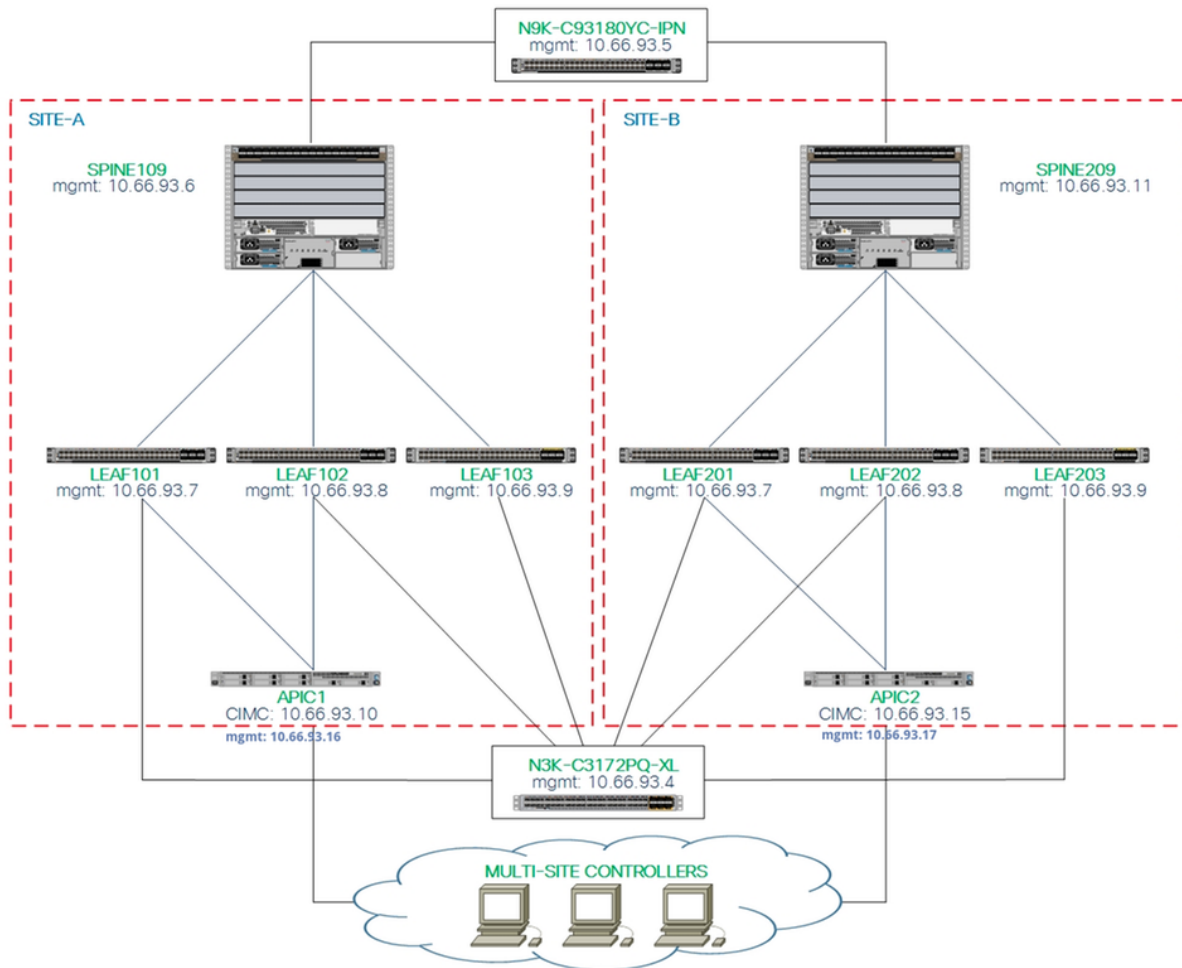 N9K-C93180YC-IPN
mgmt: 10.66.93.5
SITE-A
SITE-B
SPINE109
mgmt: 10.66.93.6
SPINE209
mgmt: 10.66.93.11
LEAF101
mgmt: 10.66.93.7
LEAF102
mgmt: 10.66.93.8
LEAF103
mgmt: 10.66.93.9
LEAF201
mgmt: 10.66.93.7
LEAF202
mgmt: 10.66.93.8
LEAF203
mgmt: 10.66.93.9
APIC1
CIMC: 10.66.93.10
mgmt: 10.66.93.16
APIC2
CIMC: 10.66.93.15
mgmt: 10.66.93.17
N3K-C3172PQ-XL
mgmt: 10.66.93.4
MULTI-SITE CONTROLLERS